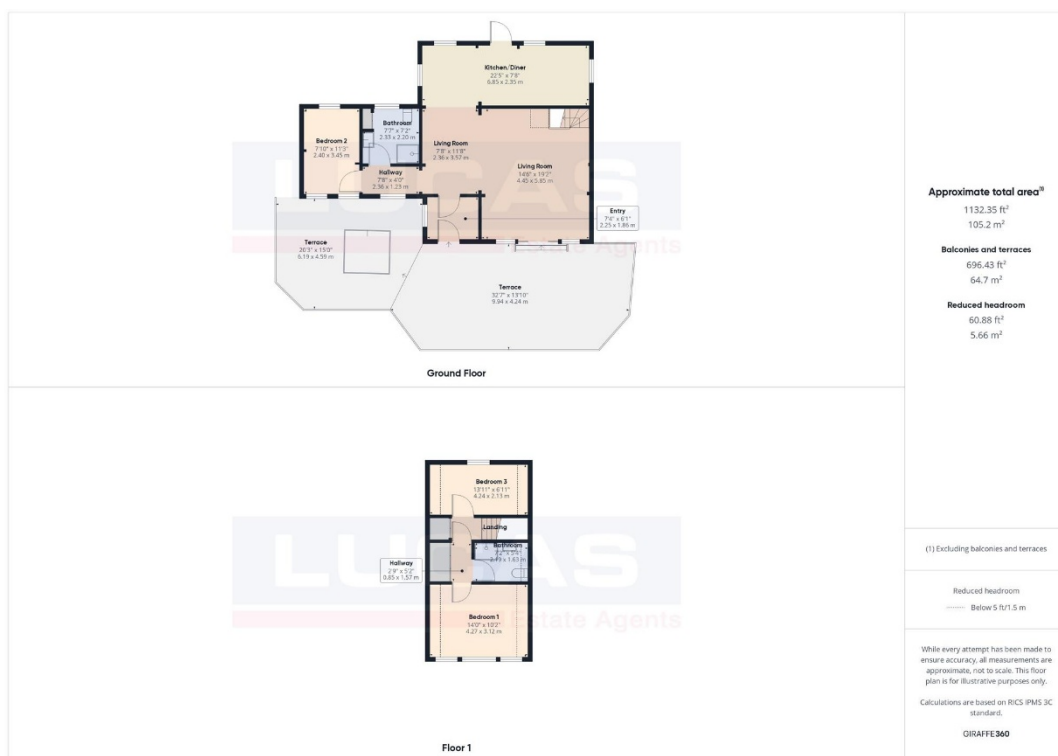 Kitchen/Diner
22'5" x 7'8"
6.85 x 2.35 m
Bathroom
7'7" x 7'2"
2.33 x 2.20 m
Bedroom 2
7'10" x 11'3"
2.40 x 3.45 m
Living Room
7'8" x 11'8"
2.36 x 3.57 m
Hallway
7'8" x 4'0"
2.36 x 1.23 m
Living Room
14'6" x 19'2"
4.45 x 5.85 m
Entry
7'4" x 6'1"
2.25 x 1.86 m
Terrace
20'3" x 15'0"
6.19 x 4.59 m
Terrace
32'7" x 13'10"
9.94 x 4.24 m
LUCAS
Estate Agents
Ground Floor
Bedroom 3
13'11" x 6'11"
4.24 x 2.13 m
Landing
Bathroom
7'2" x 5'4"
2.19 x 1.63 m
Hallway
2'9" x 5'2"
0.85 x 1.57 m
Bedroom 1
14'0" x 10'2"
4.27 x 3.12 m
LUCAS
Estate Agents
Floor 1
Approximate total area(1)
1132.35 ft²
105.2 m²
Balconies and terraces
696.43 ft²
64.7 m²
Reduced headroom
60.88 ft²
5.66 m²
(1) Excluding balconies and terraces
Reduced headroom
Below 5 ft/1.5 m
While every attempt has been made to
ensure accuracy, all measurements are
approximate, not to scale. This floor
plan is for illustrative purposes only.
Calculations are based on RICS IPMS 3C
standard.
GIRAFFE360